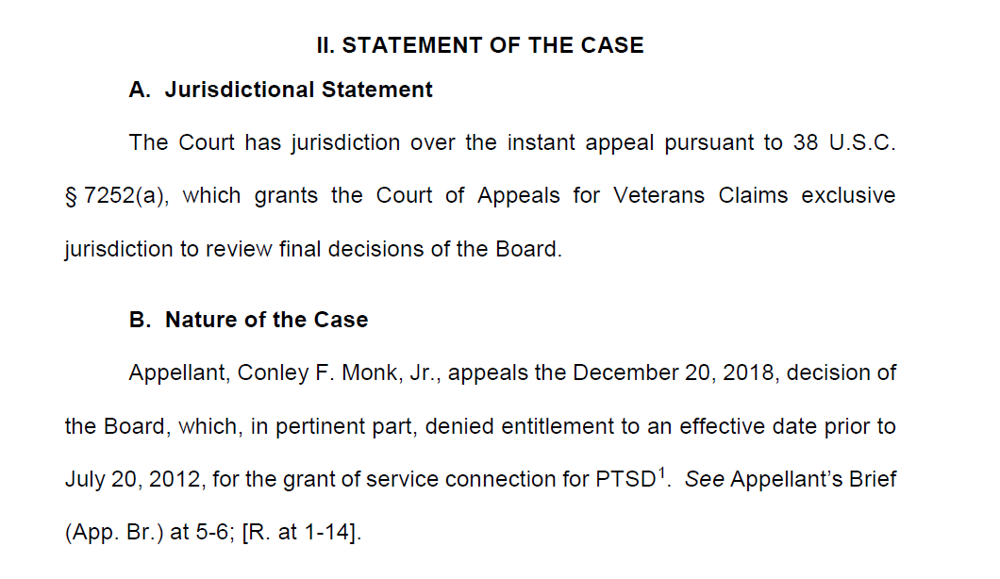 II. STATEMENT OF THE CASE
A. Jurisdictional Statement
The Court has jurisdiction over the instant appeal pursuant to 38 U.S.C.
§ 7252(a), which grants the Court of Appeals for Veterans Claims exclusive
jurisdiction to review final decisions of the Board.
B. Nature of the Case
Appellant, Conley F. Monk, Jr., appeals the December 20, 2018, decision of
the Board, which, in pertinent part, denied entitlement to an effective date prior to
July 20, 2012, for the grant of service connection for PTSD¹. See Appellant’s Brief
(App. Br.) at 5-6; [R. at 1-14].